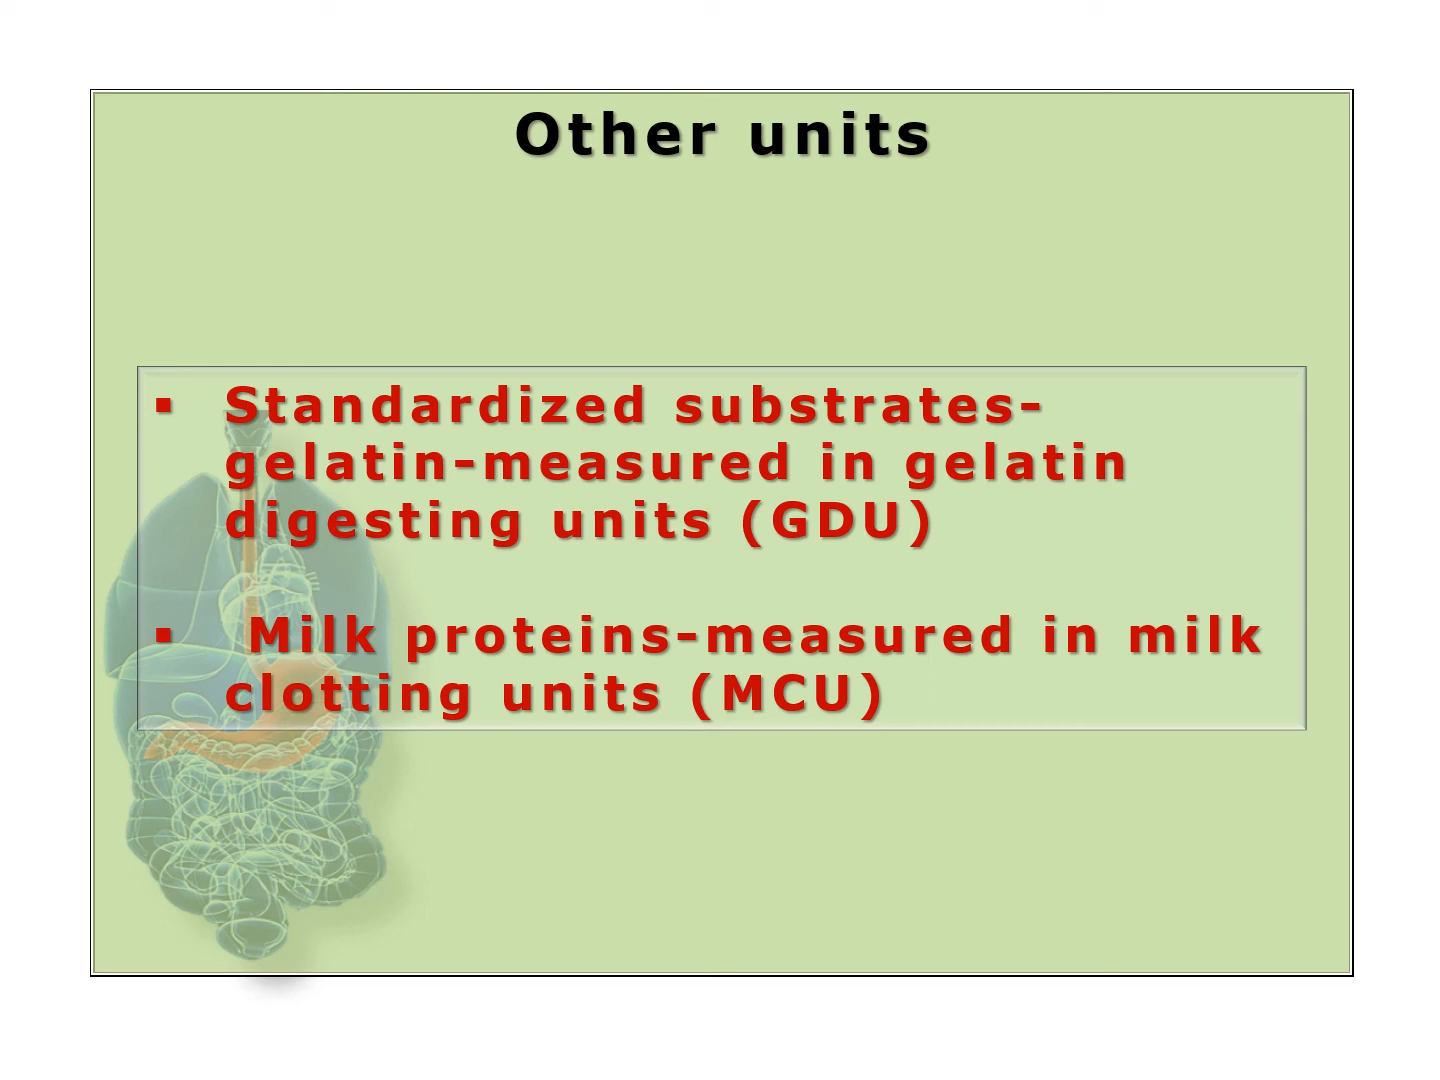 Other units
▪ Standardized substrates-
gelatin-measured in gelatin
digesting units (GDU)
▪ Milk proteins-measured in milk
clotting units (MCU)